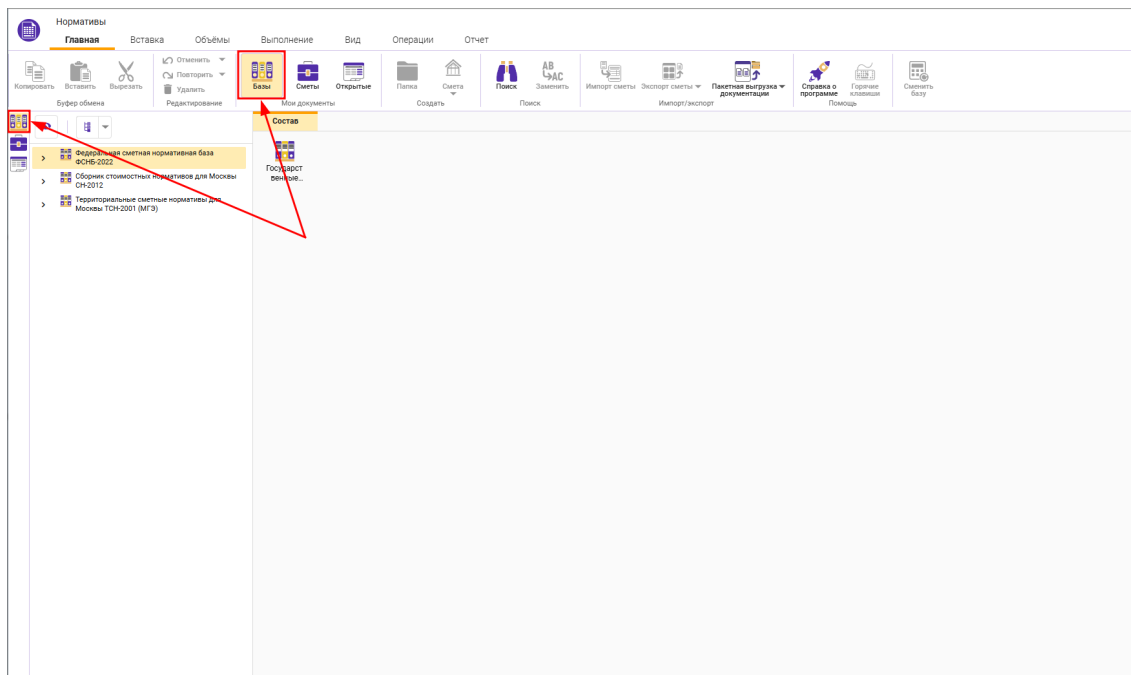 Нормативы
Главная Вставка Объёмы Выполнение Вид Операции Отчет
Копировать Вставить Вырезать
Буфер обмена
Отменить
Повторить
Удалить
Редактирование
Базы Сметы Открытые
Мои документы
Папка Смета
Создать
Поиск Заменить
AB
AC
Поиск
Импорт сметы Экспорт сметы Пакетная выгрузка документации
Импорт/экспорт
Справка о программе Горячие клавиши
Помощь
Сменить базу
Состав
Федеральная сметная нормативная база
ФСНБ-2022
Сборник стоимостных нормативов для Москвы
СН-2012
Территориальные сметные нормативы для
Москвы ТСН-2001 (МГЭ)
Государст
венные...